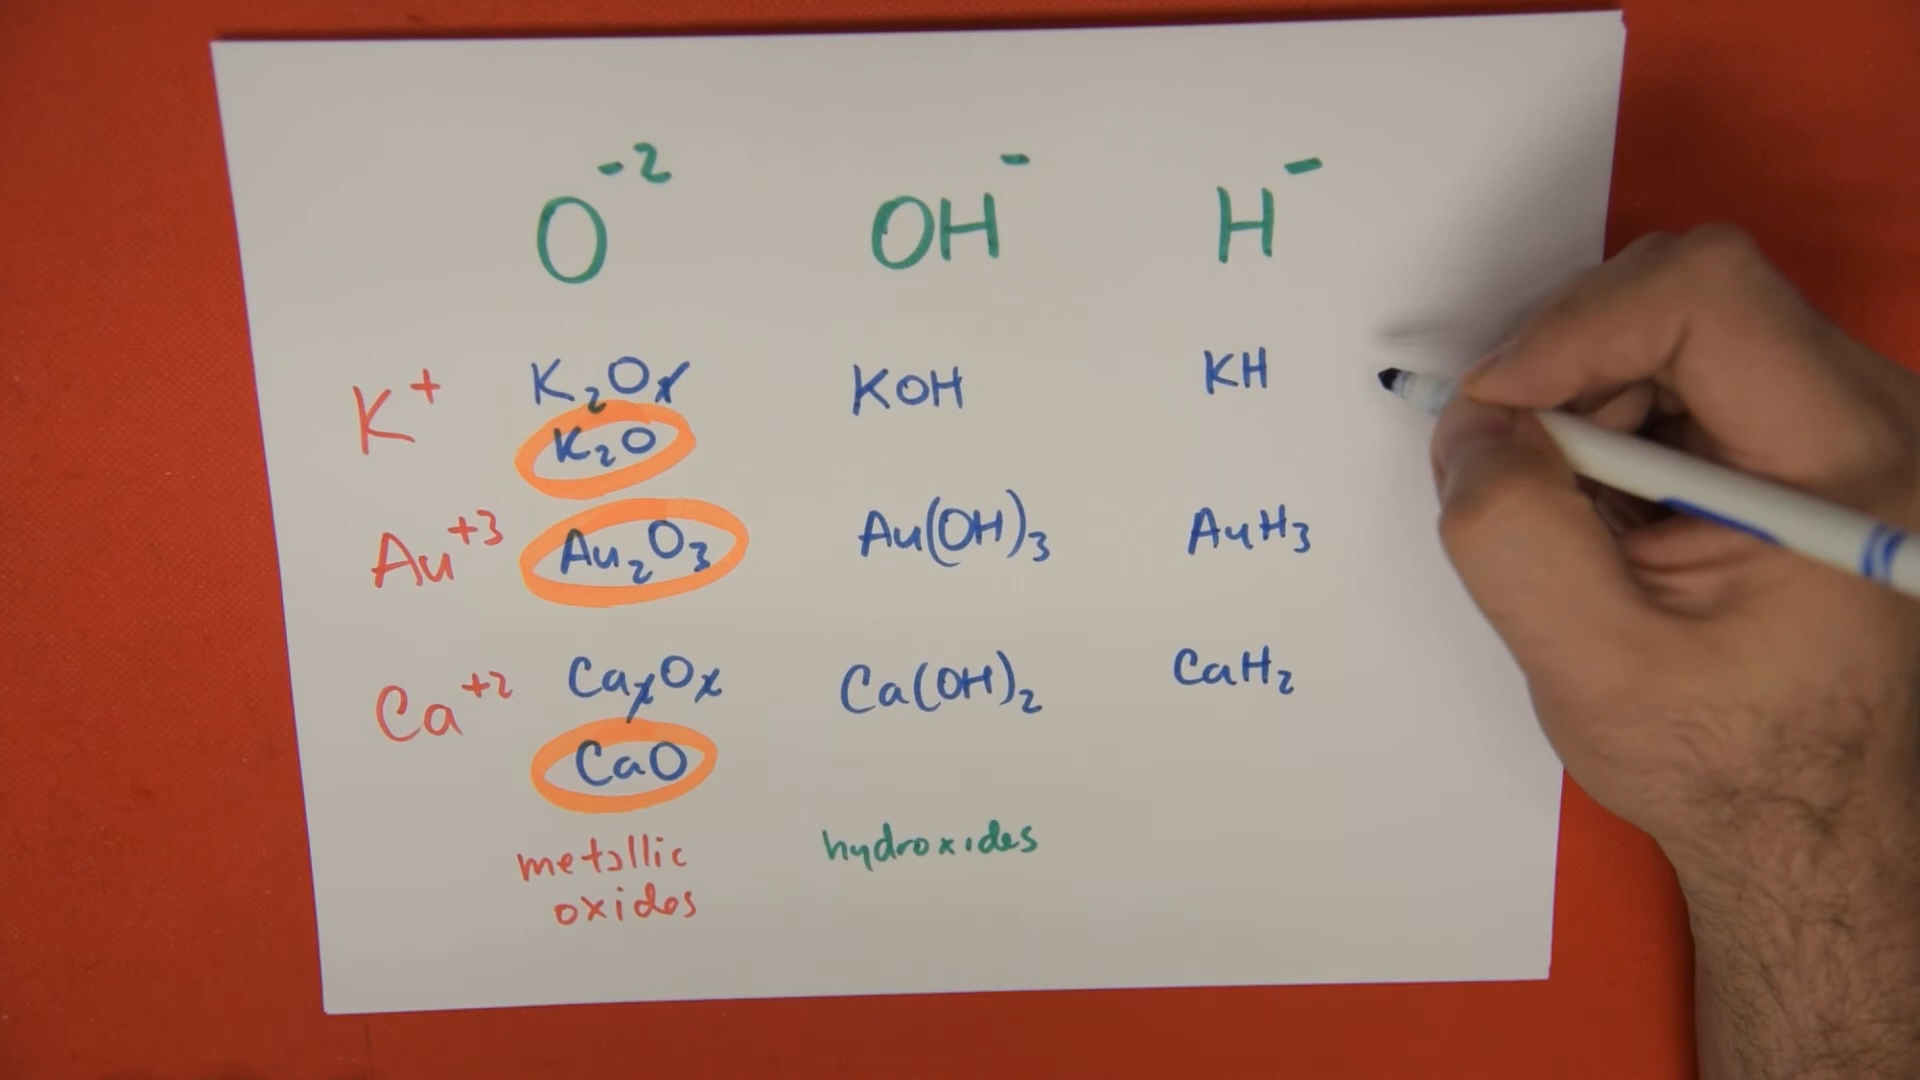 O⁻² OH⁻ H⁻
K⁺ K₂Oₓ KOH KH
K₂O
Au⁺³ Au₂O₃ Au(OH)₃ AuH₃
Ca⁺² CaₓOₓ Ca(OH)₂ CaH₂
CaO
metallic hydroxides
oxides